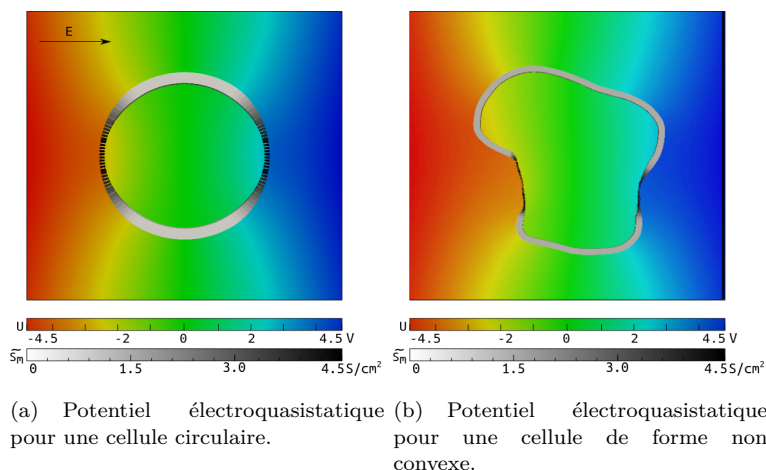 E
U
-4.5 -2 0 2 4.5 V
S̃m
0 1.5 3.0 4.5 S/cm²
U
-4.5 -2 0 2 4.5 V
S̃m
0 1.5 3.0 4.5 S/cm²
(a) Potentiel électroquasistatique
pour une cellule circulaire.
(b) Potentiel électroquasistatique
pour une cellule de forme non
convexe.